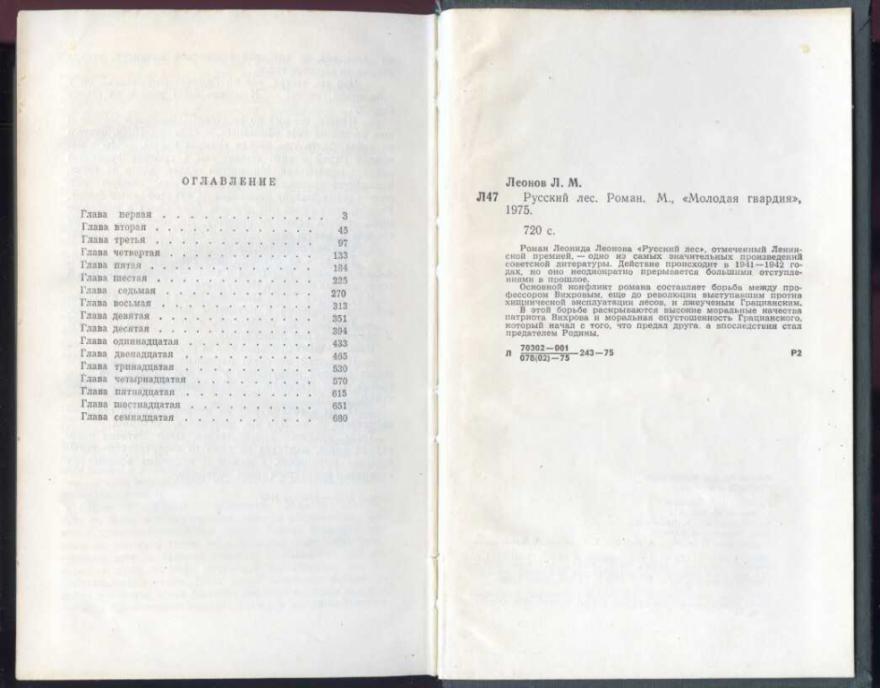 ОГЛАВЛЕНИЕ
Глава первая . . . . . . . . . . . . . 3
Глава вторая . . . . . . . . . . . . . 45
Глава третья . . . . . . . . . . . . . 97
Глава четвертая . . . . . . . . . . . . 133
Глава пятая . . . . . . . . . . . . . 184
Глава шестая . . . . . . . . . . . . . 225
Глава седьмая . . . . . . . . . . . . 270
Глава восьмая . . . . . . . . . . . . 313
Глава девятая . . . . . . . . . . . . 351
Глава десятая . . . . . . . . . . . . 394
Глава одиннадцатая . . . . . . . . . . 433
Глава двенадцатая . . . . . . . . . . 465
Глава тринадцатая . . . . . . . . . . 530
Глава четырнадцатая . . . . . . . . . 570
Глава пятнадцатая . . . . . . . . . . 615
Глава шестнадцатая . . . . . . . . . . 651
Глава семнадцатая . . . . . . . . . . 680
Леонов Л. М.
Л47 Русский лес. Роман. М., «Молодая гвардия»,
1975.
720 с.
Роман Леонида Леонова «Русский лес», отмеченный Ленин-
ской премией, — одно из самых значительных произведений
советской литературы. Действие происходит в 1941—1942 го-
дах, но оно неоднократно прерывается большими отступле-
ниями в прошлое.
Основной конфликт романа составляет борьба между про-
фессором Вихровым, еще до революции выступавшим против
хищнической эксплуатации лесов, и лжеученым Грацианским.
В этой борьбе раскрываются высокие моральные качества
патриота Вихрова и моральная опустошенность Грацианского,
который начал с того, что предал друга, а впоследствии стал
предателем Родины.
Л 70302—001
078(02)—75 —243—75 Р2